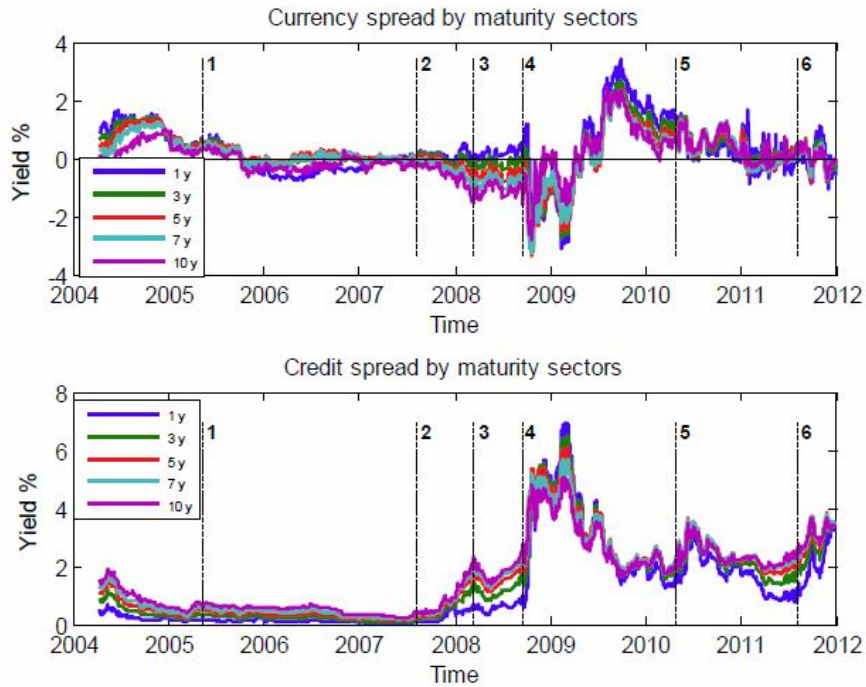 Currency spread by maturity sectors
4
2
0
-2
-4
Yield %
1
2
3
4
5
6
1 y
3 y
5 y
7 y
10 y
2004 2005 2006 2007 2008 2009 2010 2011 2012
Time
Credit spread by maturity sectors
8
6
4
2
0
Yield %
1 y
3 y
5 y
7 y
10 y
1
2
3
4
5
6
2004 2005 2006 2007 2008 2009 2010 2011 2012
Time